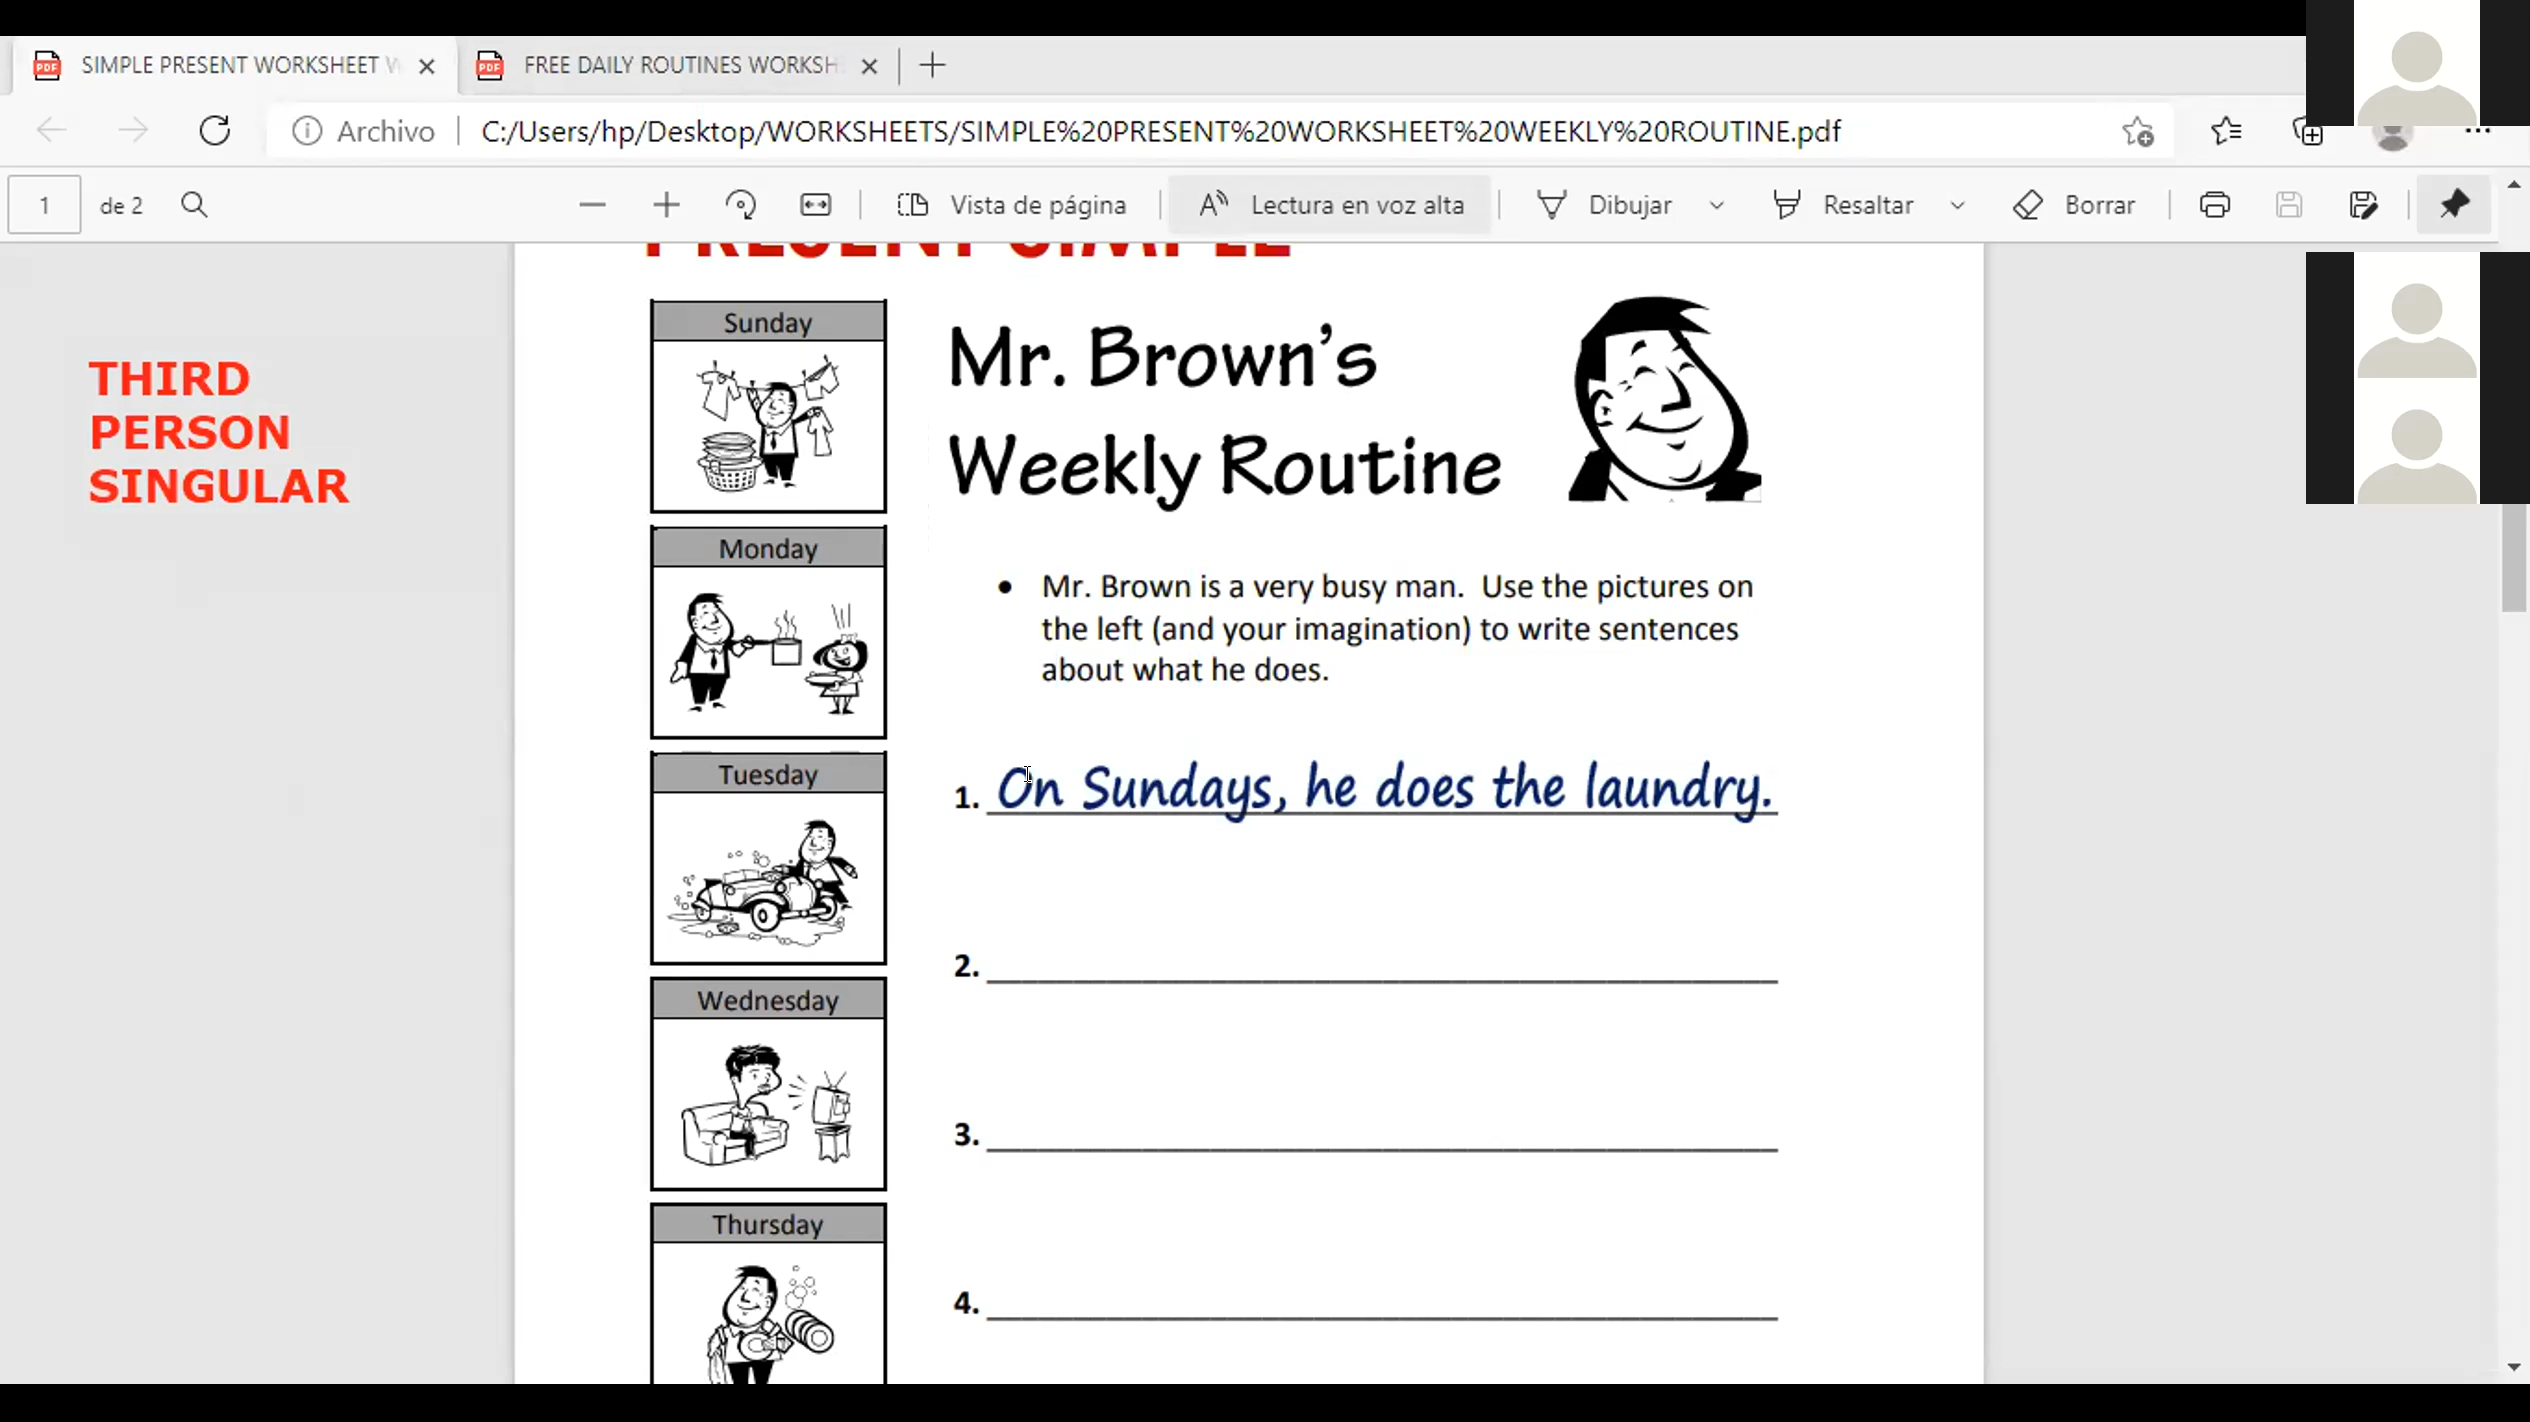 SIMPLE PRESENT WORKSHEET W
FREE DAILY ROUTINES WORKSH
Archivo
C:/Users/hp/Desktop/WORKSHEETS/SIMPLE%20PRESENT%20WORKSHEET%20WEEKLY%20ROUTINE.pdf
1 de 2
Vista de página
Lectura en voz alta
Dibujar
Resaltar
Borrar
PRESENT SIMPLE
THIRD
PERSON
SINGULAR
Sunday
Monday
Tuesday
Wednesday
Thursday
Mr. Brown’s
Weekly Routine
• Mr. Brown is a very busy man. Use the pictures on
the left (and your imagination) to write sentences
about what he does.
1. On Sundays, he does the laundry.
2.
3.
4.